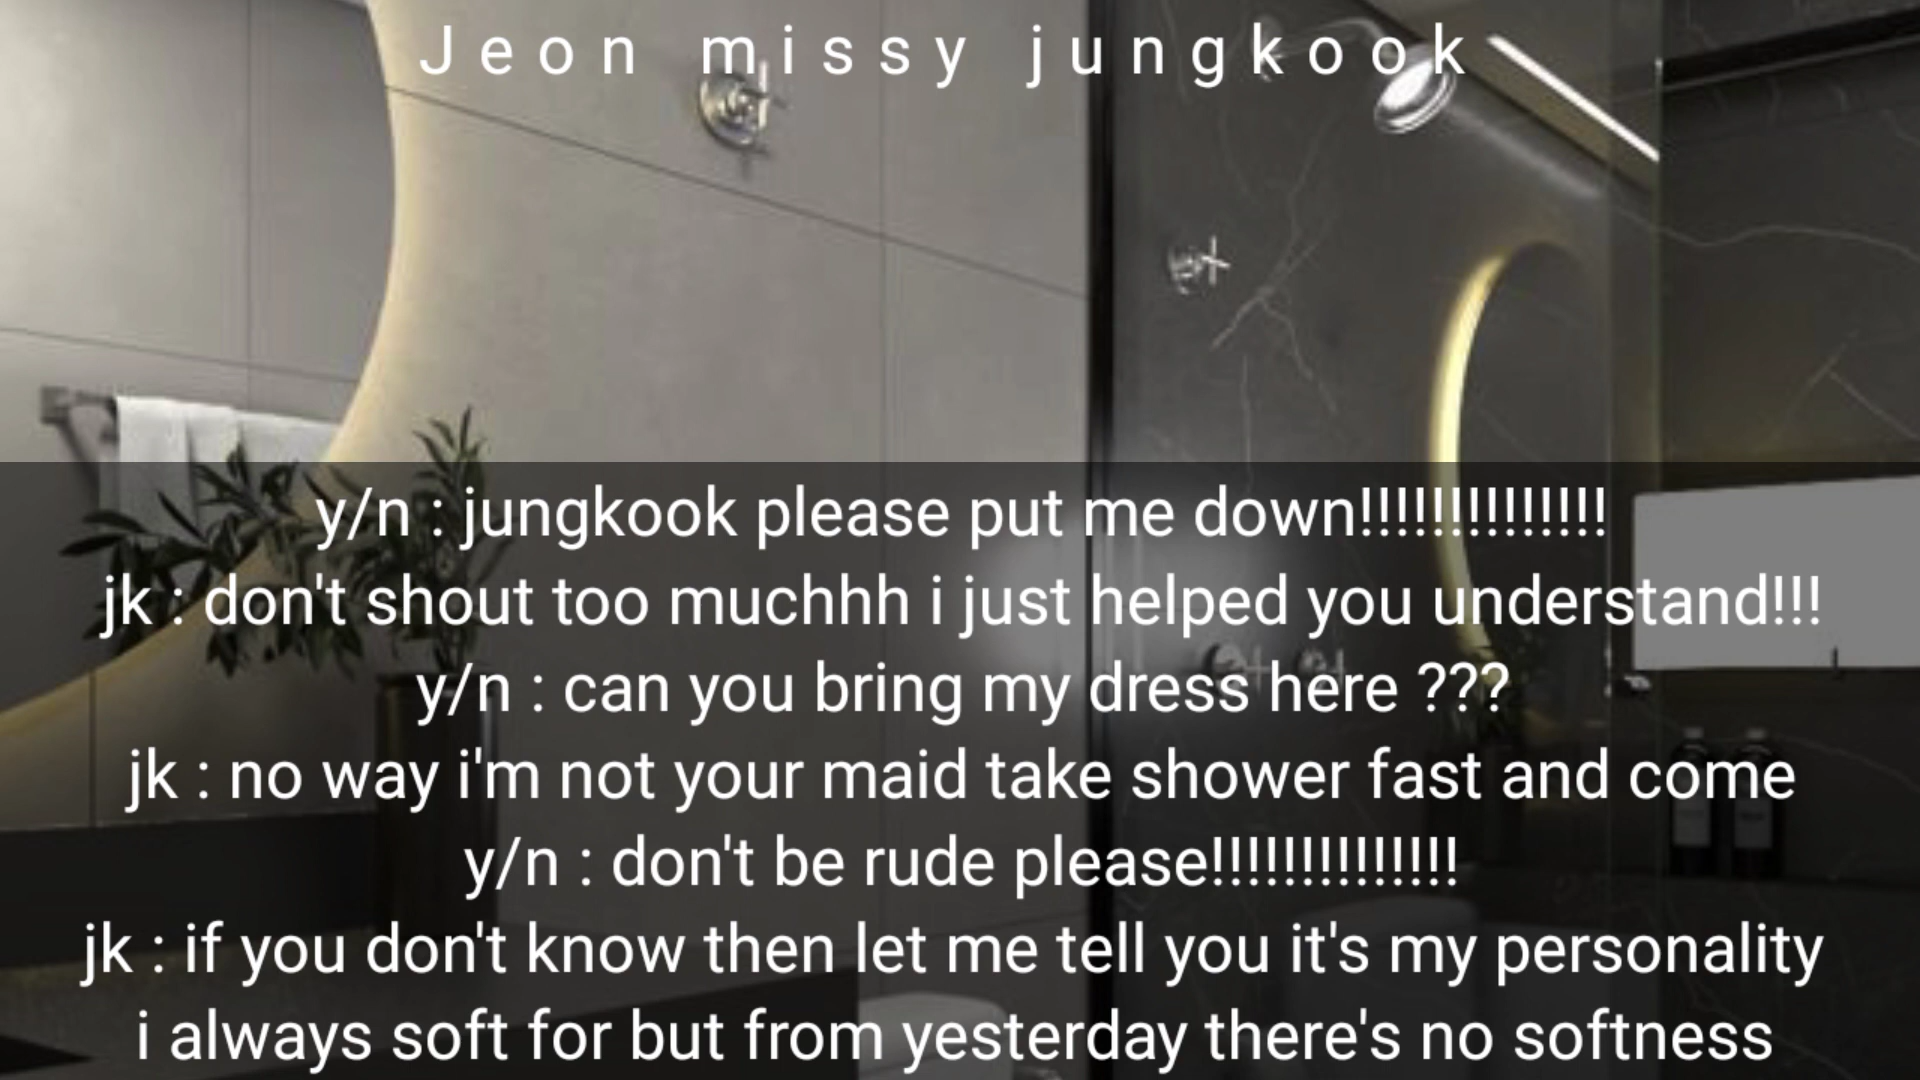 Jeon missy jungkook
y/n : jungkook please put me down!!!!!!!!!!!!!!
jk : don't shout too muchhh i just helped you understand!!!
y/n : can you bring my dress here ???
jk : no way i'm not your maid take shower fast and come
y/n : don't be rude please!!!!!!!!!!!!!!
jk : if you don't know then let me tell you it's my personality
i always soft for but from yesterday there's no softness